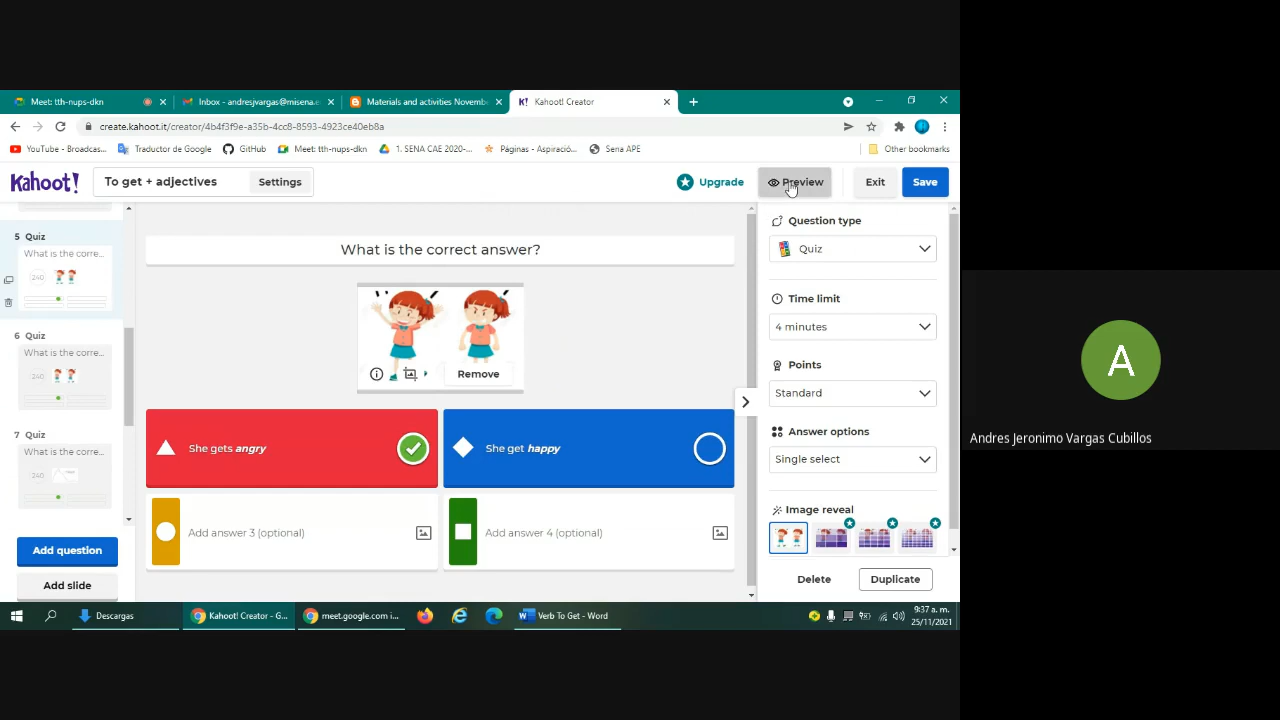 Meet: tth-nups-dkn
Inbox - andresjvargas@misena.e
Materials and activities Novemb
Kahoot! Creator
create.kahoot.it/creator/4b4f3f9e-a35b-4cc8-8593-4923ce40eb8a
YouTube - Broadcas...
Traductor de Google
GitHub
Meet: tth-nups-dkn
1. SENA CAE 2020-...
Páginas - Aspiració...
Sena APE
Other bookmarks
Kahoot!
To get + adjectives
Settings
Upgrade
Preview
Exit
Save
5 Quiz
What is the corre...
240
6 Quiz
What is the corre...
240
7 Quiz
What is the corre...
240
Add question
Add slide
What is the correct answer?
Remove
She gets angry
She get happy
Add answer 3 (optional)
Add answer 4 (optional)
Question type
Quiz
Time limit
4 minutes
Points
Standard
Answer options
Single select
Image reveal
Delete
Duplicate
Andres Jeronimo Vargas Cubillos
A
Descargas
Kahoot! Creator - G...
meet.google.com i...
Verb To Get - Word
9:37 a. m.
25/11/2021